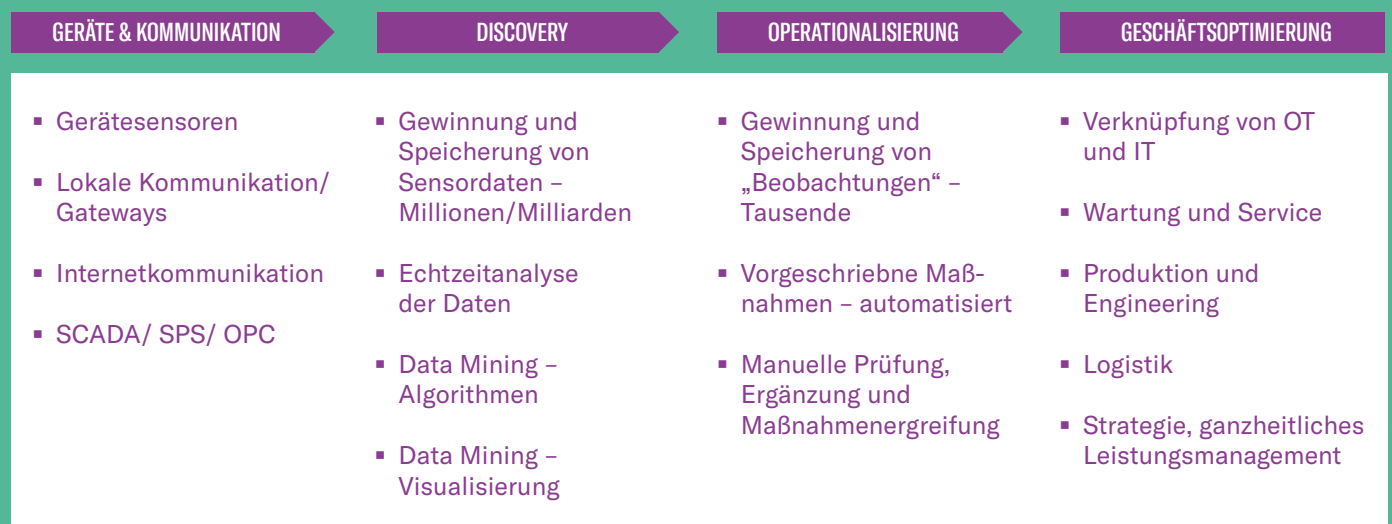 GERÄTE & KOMMUNIKATION
▪ Gerätesensoren
▪ Lokale Kommunikation/
Gateways
▪ Internetkommunikation
▪ SCADA/ SPS/ OPC
DISCOVERY
▪ Gewinnung und
Speicherung von
Sensordaten –
Millionen/Milliarden
▪ Echtzeitanalyse
der Daten
▪ Data Mining –
Algorithmen
▪ Data Mining –
Visualisierung
OPERATIONALISIERUNG
▪ Gewinnung und
Speicherung von
„Beobachtungen“ –
Tausende
▪ Vorgeschriebne Maß-
nahmen – automatisiert
▪ Manuelle Prüfung,
Ergänzung und
Maßnahmenergreifung
GESCHÄFTSOPTIMIERUNG
▪ Verknüpfung von OT
und IT
▪ Wartung und Service
▪ Produktion und
Engineering
▪ Logistik
▪ Strategie, ganzheitliches
Leistungsmanagement